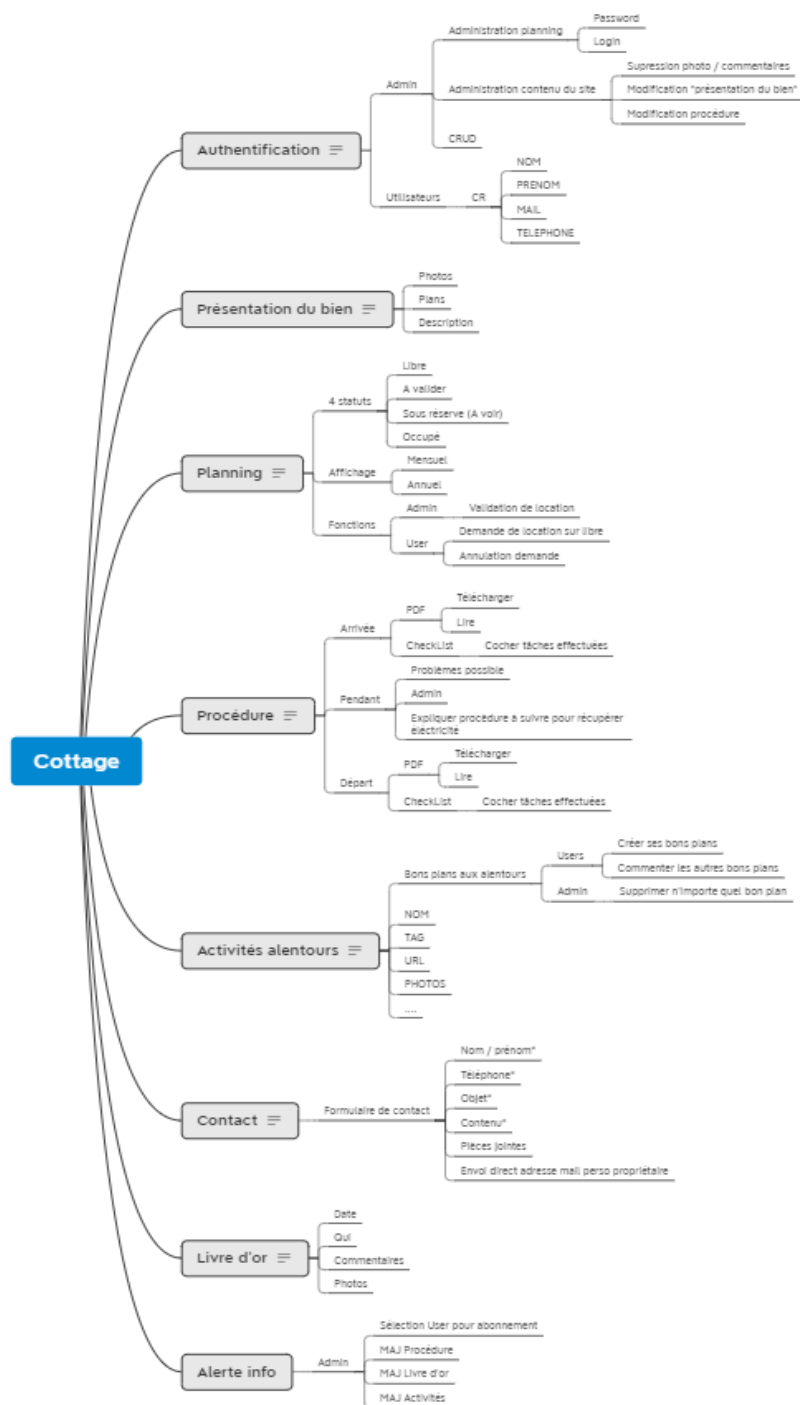 Cottage
Authentification
Admin
Administration planning
Password
Login
Administration contenu du site
Supression photo / commentaires
Modification "présentation du bien"
Modification procédure
CRUD
Utilisateurs
CR
NOM
PRENOM
MAIL
TELEPHONE
Présentation du bien
Photos
Plans
Description
Planning
4 statuts
Libre
A valider
Sous réserve (A voir)
Occupé
Affichage
Mensuel
Annuel
Fonctions
Admin
Validation de location
User
Demande de location sur libre
Annulation demande
Procédure
Arrivée
PDF
Télécharger
Lire
CheckList
Cocher tâches effectuées
Pendant
Problèmes possible
Admin
Expliquer procédure à suivre pour récupérer
électricité
Départ
PDF
Télécharger
Lire
CheckList
Cocher tâches effectuées
Activités alentours
Bons plans aux alentours
Users
Créer ses bons plans
Commenter les autres bons plans
Admin
Supprimer n'importe quel bon plan
NOM
TAG
URL
PHOTOS
....
Contact
Formulaire de contact
Nom / prénom*
Téléphone*
Objet*
Contenu*
Pièces jointes
Envoi direct adresse mail perso propriétaire
Livre d'or
Date
Qui
Commentaires
Photos
Alerte info
Admin
Sélection User pour abonnement
MAJ Procédure
MAJ Livre d'or
MAJ Activités